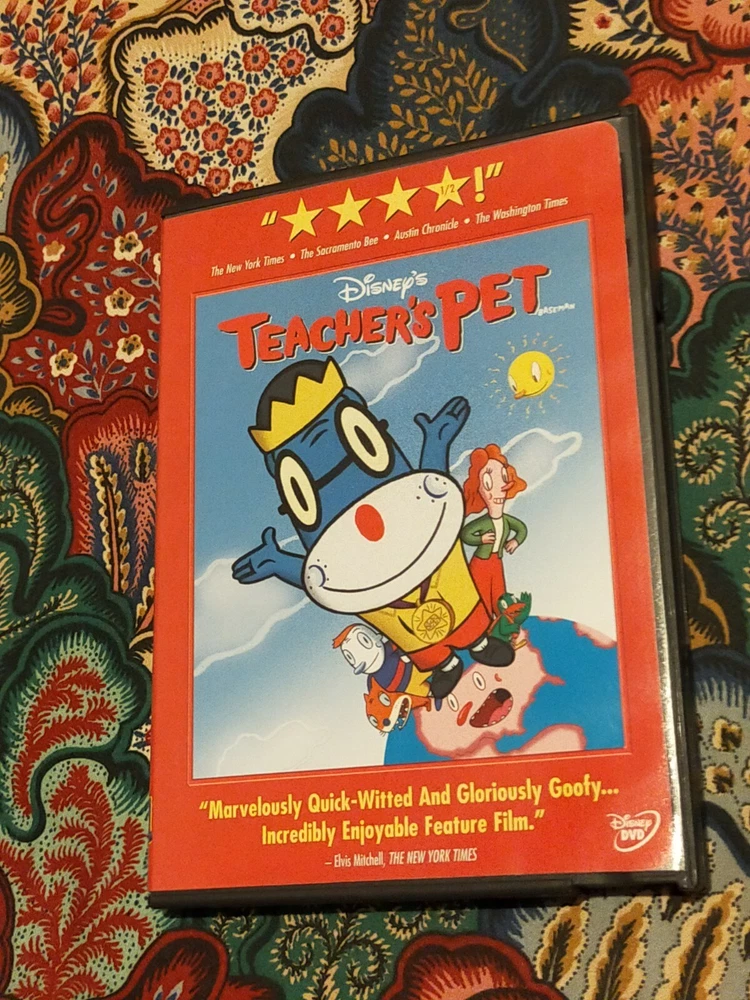 “★★★★1/2!”
The New York Times • The Sacramento Bee • Austin Chronicle • The Washington Times
Disney's
Teacher's Pet
BASEMAN
“Marvelously Quick-Witted And Gloriously Goofy...
Incredibly Enjoyable Feature Film.”
– Elvis Mitchell, THE NEW YORK TIMES
Disney
DVD